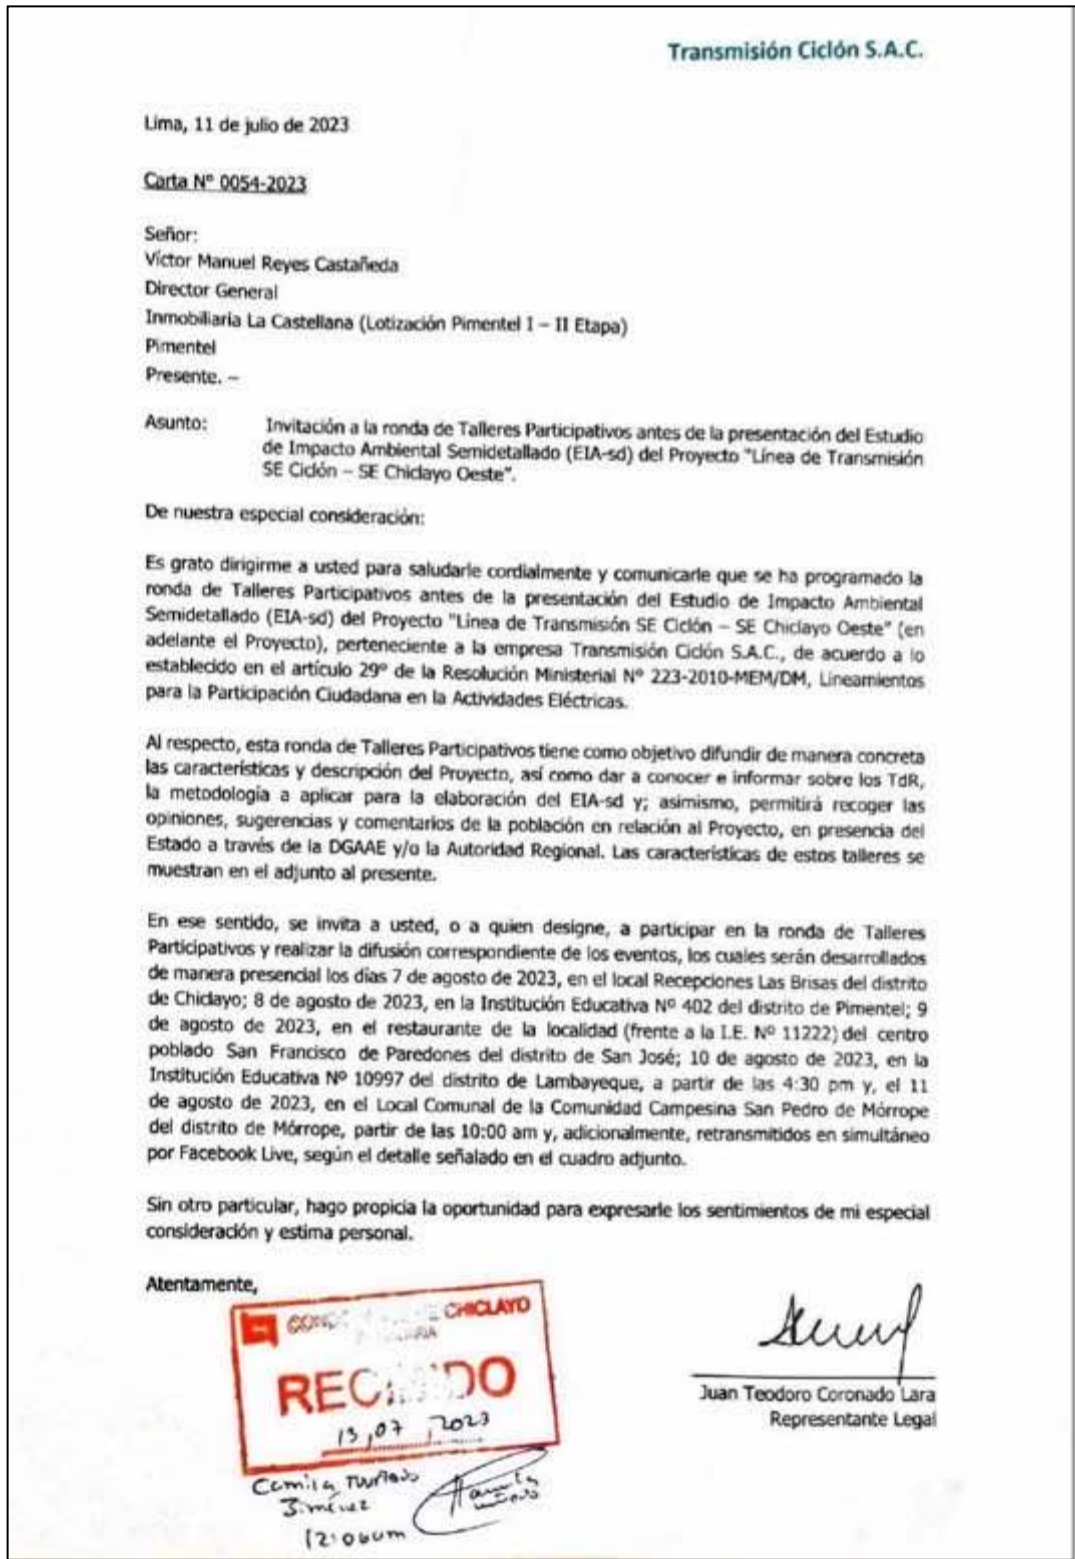 Transmisión Ciclón S.A.C.
Lima, 11 de julio de 2023
Carta N° 0054-2023
Señor:
Víctor Manuel Reyes Castañeda
Director General
Inmobiliaria La Castellana (Lotización Pimentel I – II Etapa)
Pimentel
Presente. –
Asunto: Invitación a la ronda de Talleres Participativos antes de la presentación del Estudio
de Impacto Ambiental Semidetallado (EIA-sd) del Proyecto "Línea de Transmisión
SE Ciclón – SE Chiclayo Oeste".
De nuestra especial consideración:
Es grato dirigirme a usted para saludarle cordialmente y comunicarle que se ha programado la
ronda de Talleres Participativos antes de la presentación del Estudio de Impacto Ambiental
Semidetallado (EIA-sd) del Proyecto "Línea de Transmisión SE Ciclón – SE Chiclayo Oeste" (en
adelante el Proyecto), perteneciente a la empresa Transmisión Ciclón S.A.C., de acuerdo a lo
establecido en el artículo 29° de la Resolución Ministerial N° 223-2010-MEM/DM, Lineamientos
para la Participación Ciudadana en la Actividades Eléctricas.
Al respecto, esta ronda de Talleres Participativos tiene como objetivo difundir de manera concreta
las características y descripción del Proyecto, así como dar a conocer e informar sobre los TdR,
la metodología a aplicar para la elaboración del EIA-sd y; asimismo, permitirá recoger las
opiniones, sugerencias y comentarios de la población en relación al Proyecto, en presencia del
Estado a través de la DGAAE y/o la Autoridad Regional. Las características de estos talleres se
muestran en el adjunto al presente.
En ese sentido, se invita a usted, o a quien designe, a participar en la ronda de Talleres
Participativos y realizar la difusión correspondiente de los eventos, los cuales serán desarrollados
de manera presencial los días 7 de agosto de 2023, en el local Recepciones Las Brisas del distrito
de Chiclayo; 8 de agosto de 2023, en la Institución Educativa N° 402 del distrito de Pimentel; 9
de agosto de 2023, en el restaurante de la localidad (frente a la I.E. N° 11222) del centro
poblado San Francisco de Paredones del distrito de San José; 10 de agosto de 2023, en la
Institución Educativa N° 10997 del distrito de Lambayeque, a partir de las 4:30 pm y, el 11
de agosto de 2023, en el Local Comunal de la Comunidad Campesina San Pedro de Mórrope
del distrito de Mórrope, partir de las 10:00 am y, adicionalmente, retransmitidos en simultáneo
por Facebook Live, según el detalle señalado en el cuadro adjunto.
Sin otro particular, hago propicia la oportunidad para expresarle los sentimientos de mi especial
consideración y estima personal.
Atentamente,
CHICLAYO
RECIBIDO
13,07,2023
Camila Hurtado
Jiménez
12:06
Juan Teodoro Coronado Lara
Representante Legal